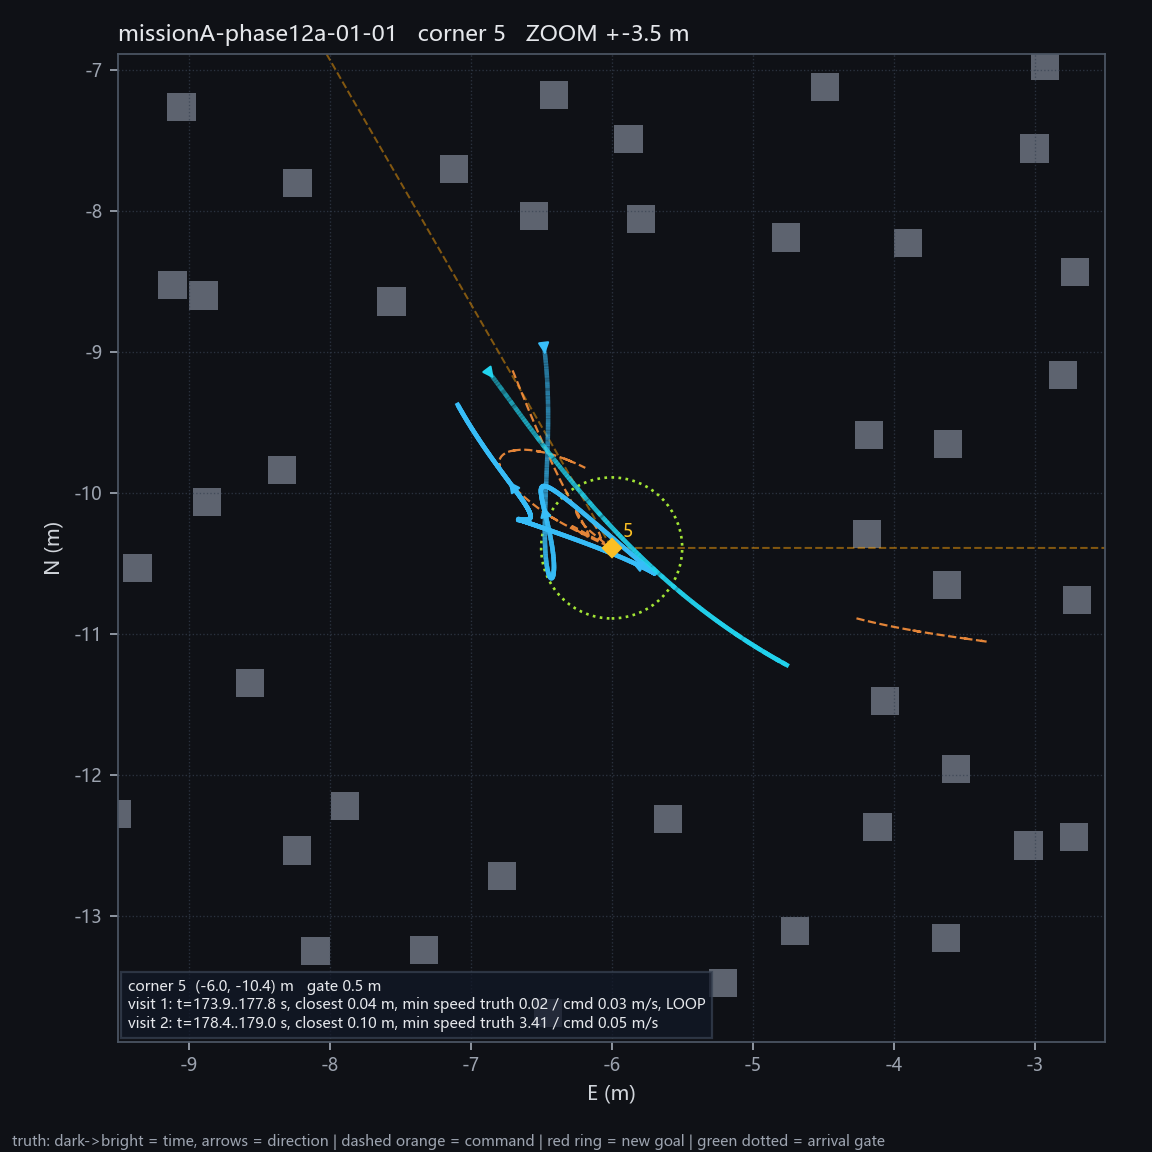 missionA-phase12a-01-01   corner 5   ZOOM +-3.5 m
-7
-8
-9
-10
-11
-12
-13
N (m)
5
corner 5  (-6.0, -10.4) m   gate 0.5 m
visit 1: t=173.9..177.8 s, closest 0.04 m, min speed truth 0.02 / cmd 0.03 m/s, LOOP
visit 2: t=178.4..179.0 s, closest 0.10 m, min speed truth 3.41 / cmd 0.05 m/s
-9 -8 -7 -6 -5 -4 -3
E (m)
truth: dark->bright = time, arrows = direction | dashed orange = command | red ring = new goal | green dotted = arrival gate